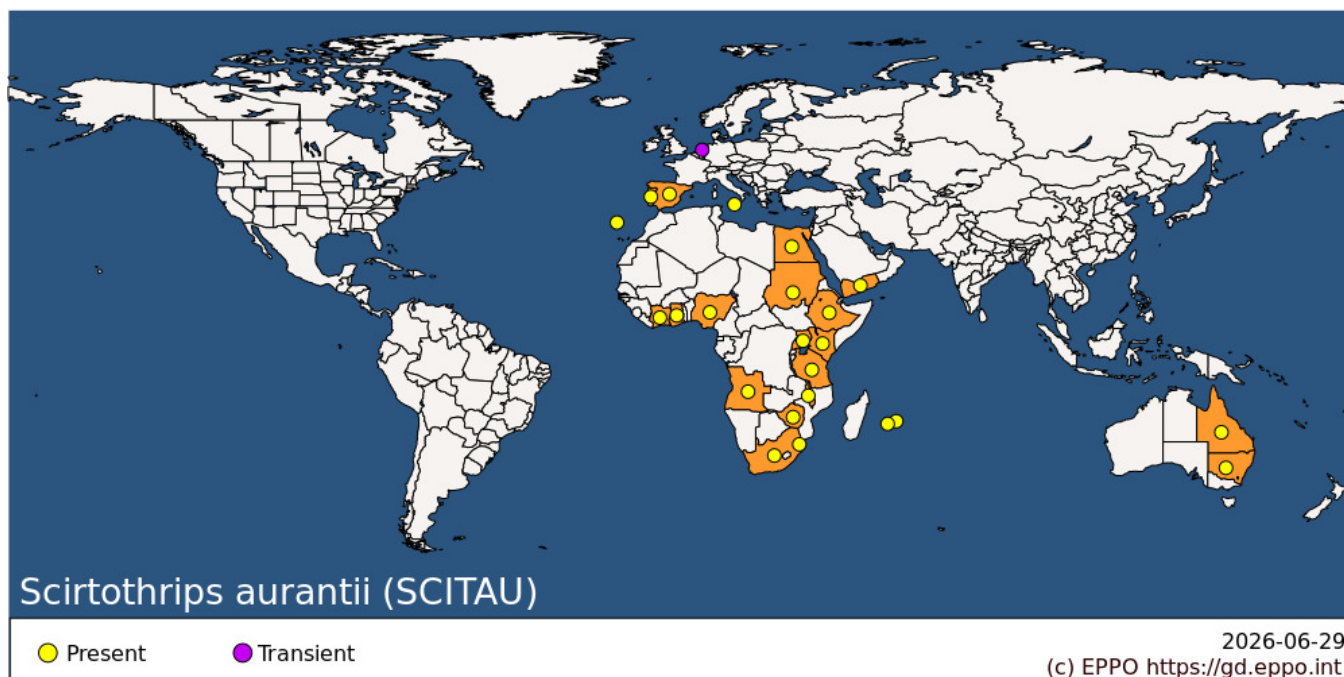 Scirtothrips aurantii (SCITAU)
Present
Transient
2026-06-29
(c) EPPO https://gd.eppo.int